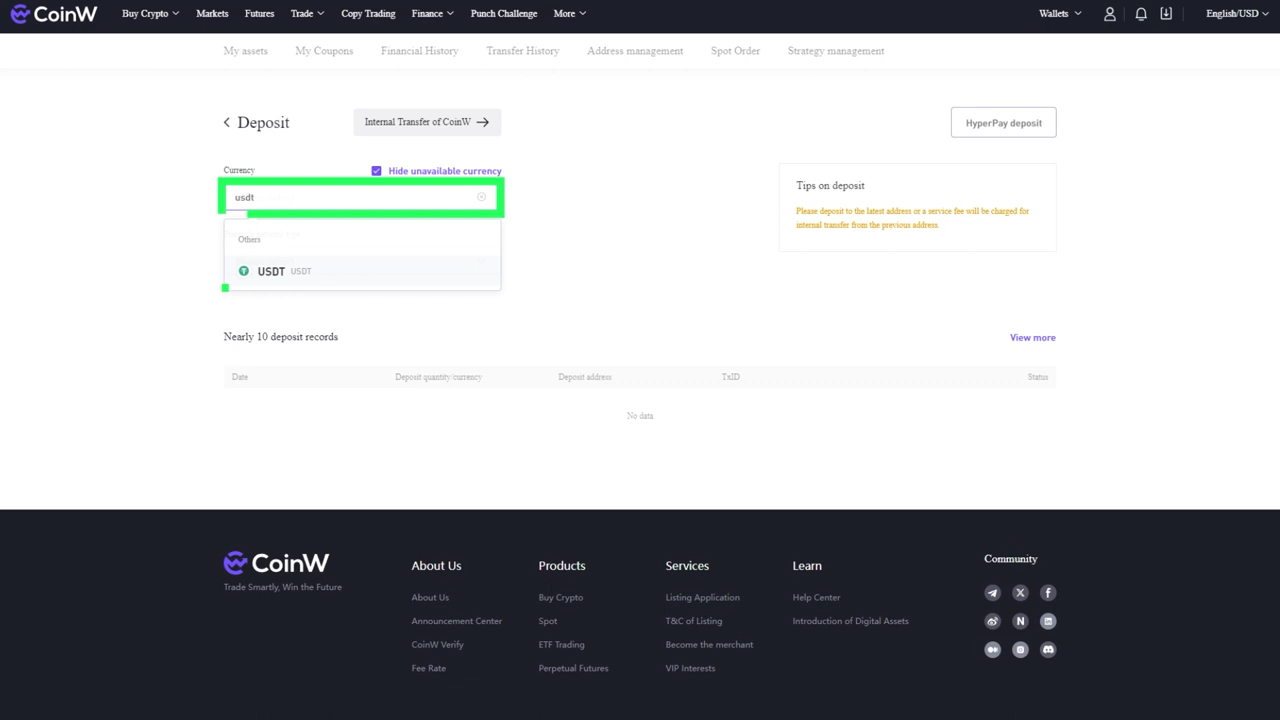 CoinW Buy Crypto Markets Futures Trade Copy Trading Finance Punch Challenge More Wallets English/USD
My assets My Coupons Financial History Transfer History Address management Spot Order Strategy management
Deposit Internal Transfer of CoinW HyperPay deposit
Currency Hide unavailable currency
usdt
Others
USDT USDT
Tips on deposit
Please deposit to the latest address or a service fee will be charged for
internal transfer from the previous address.
Nearly 10 deposit records View more
Date Deposit quantity/currency Deposit address TxID Status
No data
CoinW
Trade Smartly, Win the Future
About Us
About Us
Announcement Center
CoinW Verify
Fee Rate
Products
Buy Crypto
Spot
ETF Trading
Perpetual Futures
Services
Listing Application
T&C of Listing
Become the merchant
VIP Interests
Learn
Help Center
Introduction of Digital Assets
Community